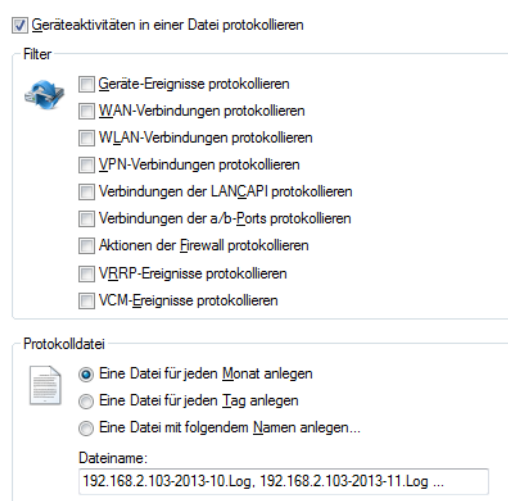 Geräteaktivitäten in einer Datei protokollieren
Filter
Geräte-Ereignisse protokollieren
WAN-Verbindungen protokollieren
WLAN-Verbindungen protokollieren
VPN-Verbindungen protokollieren
Verbindungen der LANCAPI protokollieren
Verbindungen der a/b-Ports protokollieren
Aktionen der Firewall protokollieren
VRRP-Ereignisse protokollieren
VCM-Ereignisse protokollieren
Protokolldatei
Eine Datei für jeden Monat anlegen
Eine Datei für jeden Tag anlegen
Eine Datei mit folgendem Namen anlegen...
Dateiname:
192.168.2.103-2013-10.Log, 192.168.2.103-2013-11.Log ...